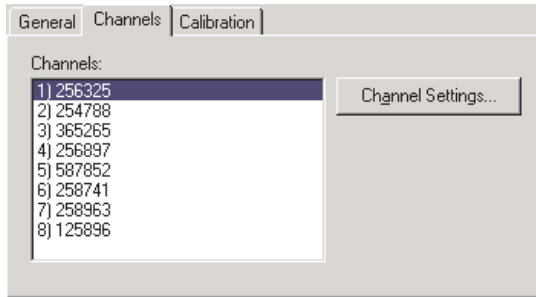 General Channels Calibration
Channels:
1) 256325
Channel Settings...
2) 254788
3) 365265
4) 256897
5) 587852
6) 258741
7) 258963
8) 125896